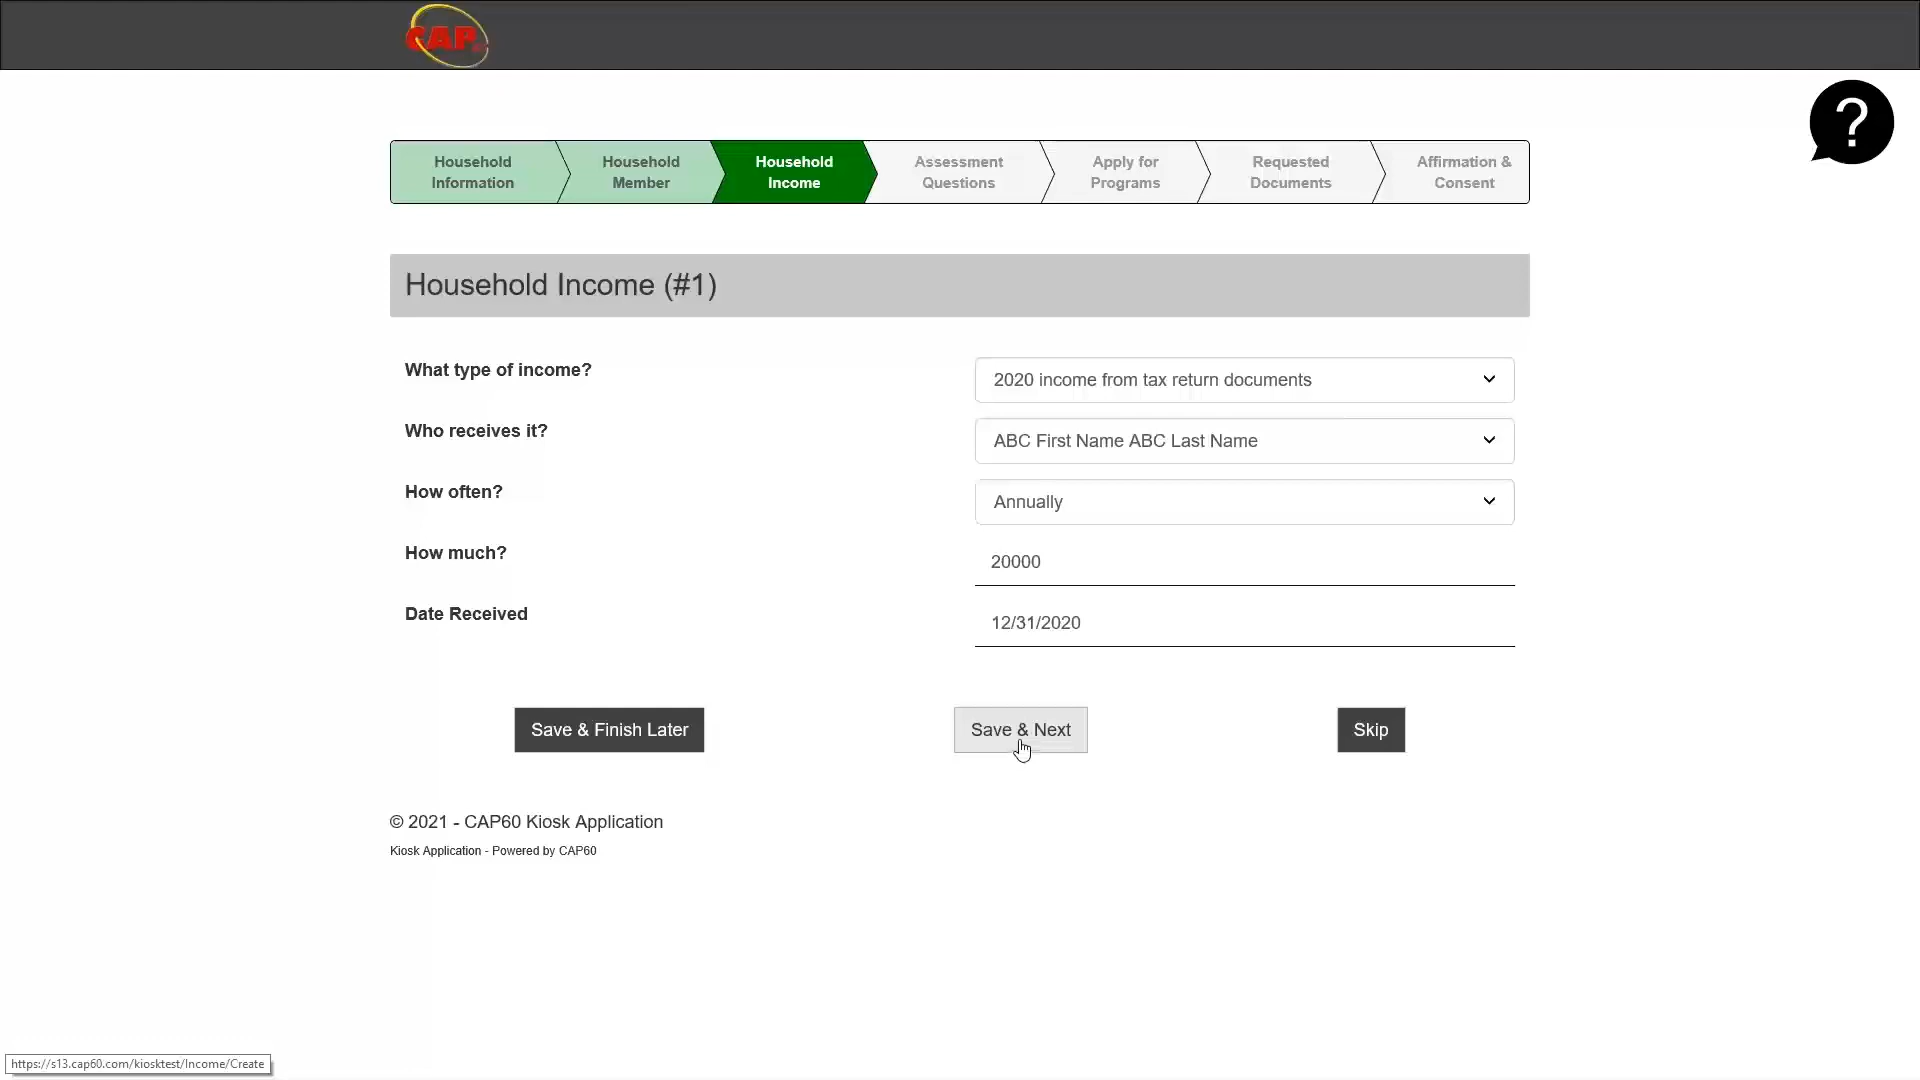 CAP
Household Information
Household Member
Household Income
Assessment Questions
Apply for Programs
Requested Documents
Affirmation & Consent
?
Household Income (#1)
What type of income?
2020 income from tax return documents
Who receives it?
ABC First Name ABC Last Name
How often?
Annually
How much?
20000
Date Received
12/31/2020
Save & Finish Later
Save & Next
Skip
© 2021 - CAP60 Kiosk Application
Kiosk Application - Powered by CAP60
https://s13.cap60.com/kiosktest/Income/Create